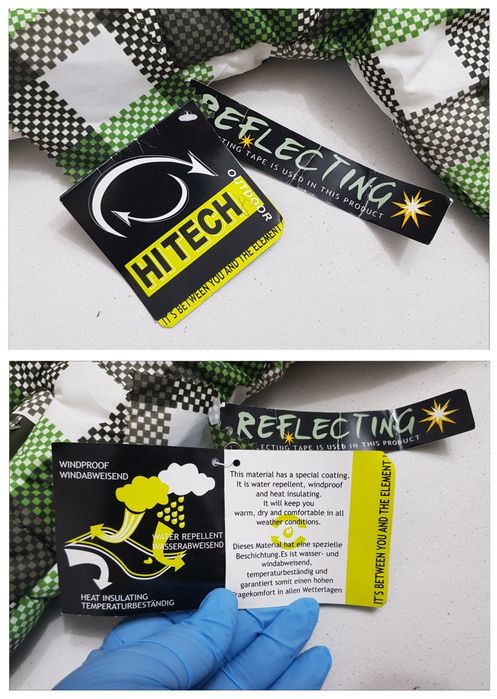 REFLECTING
TING TAPE IS USED IN THIS PRODUCT
OUTDOOR
HI TECH
IT'S BETWEEN YOU AND THE ELEMENT
REFLECTING
ECTING TAPE IS USED IN THIS PRODUCT
WINDPROOF
WINDABWEISEND
WATER REPELLENT
WASSERABWEISEND
HEAT INSULATING
TEMPERATURBESTÄNDIG
This material has a special coating.
It is water repellent, windproof
and heat insulating.
It will keep you
warm, dry and comfortable in all
weather conditions.
Dieses Material hat eine spezielle
Beschichtung.Es ist wasser- und
windabweisend,
temperaturbeständig und
garantiert somit einen hohen
Tragekomfort in allen Wetterlagen
IT'S BETWEEN YOU AND THE ELEMENT